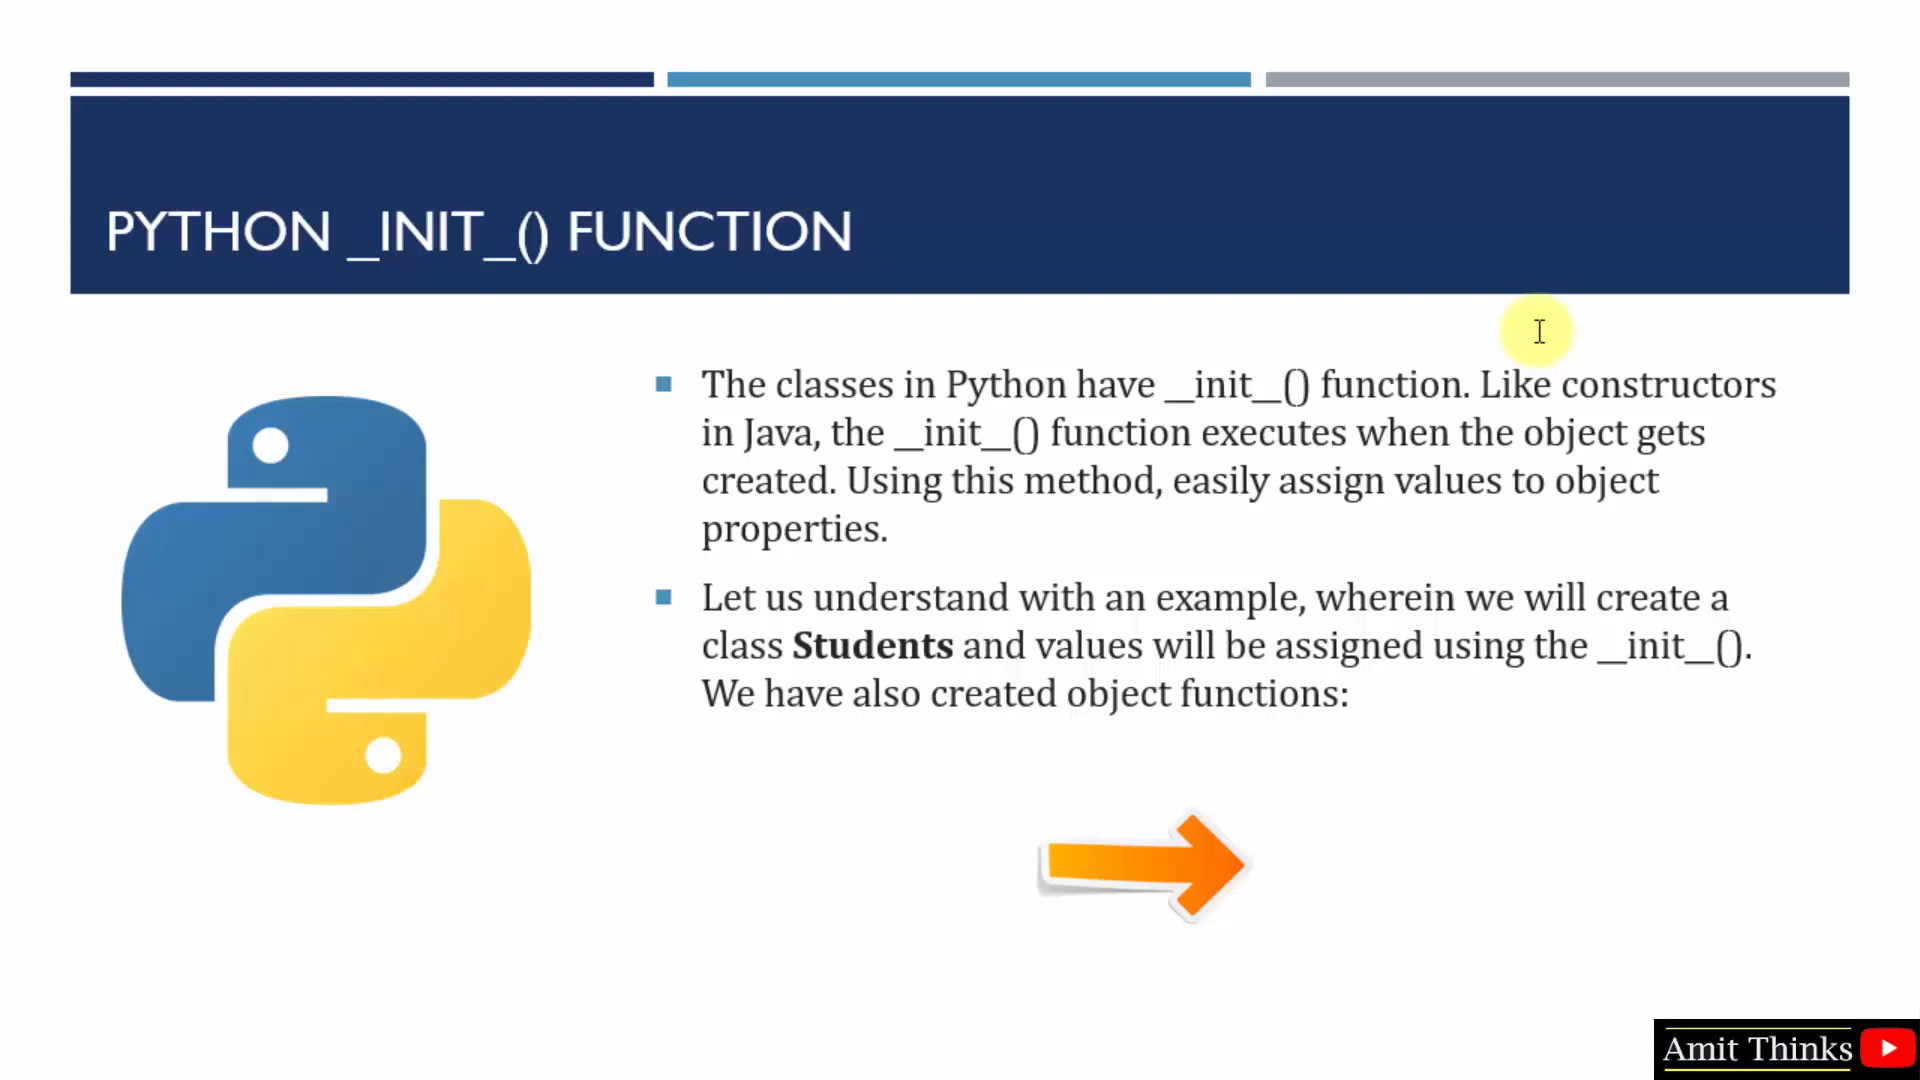 PYTHON _INIT_() FUNCTION
The classes in Python have __init__() function. Like constructors
in Java, the __init__() function executes when the object gets
created. Using this method, easily assign values to object
properties.
Let us understand with an example, wherein we will create a
class Students and values will be assigned using the __init__().
We have also created object functions:
Amit Thinks